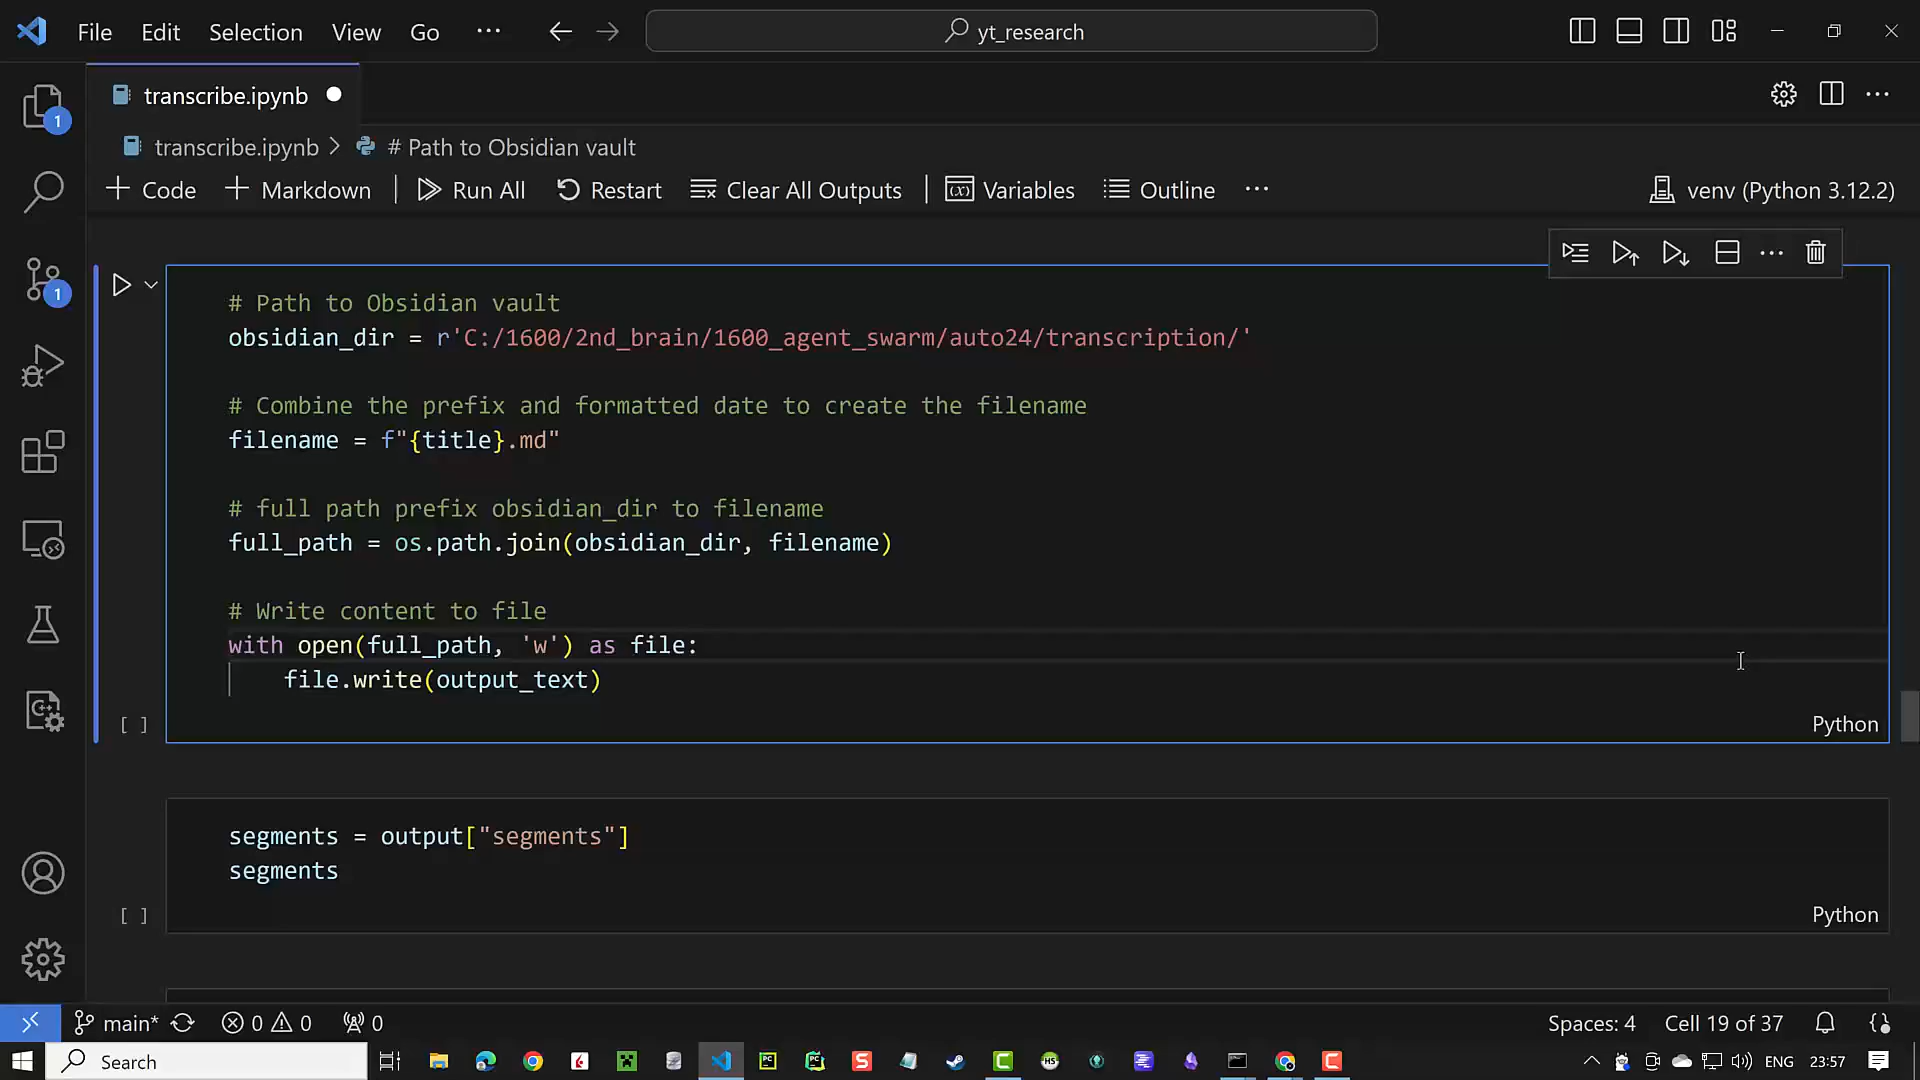 File Edit Selection View Go ··· yt_research
transcribe.ipynb
transcribe.ipynb > # Path to Obsidian vault
+ Code + Markdown | Run All Restart Clear All Outputs | Variables Outline ··· venv (Python 3.12.2)
# Path to Obsidian vault
obsidian_dir = r'C:/1600/2nd_brain/1600_agent_swarm/auto24/transcription/'
# Combine the prefix and formatted date to create the filename
filename = f"{title}.md"
# full path prefix obsidian_dir to filename
full_path = os.path.join(obsidian_dir, filename)
# Write content to file
with open(full_path, 'w') as file:
    file.write(output_text)
[ ] Python
segments = output["segments"]
segments
[ ] Python
main* 0 0 0 Spaces: 4 Cell 19 of 37
Search ENG 23:57